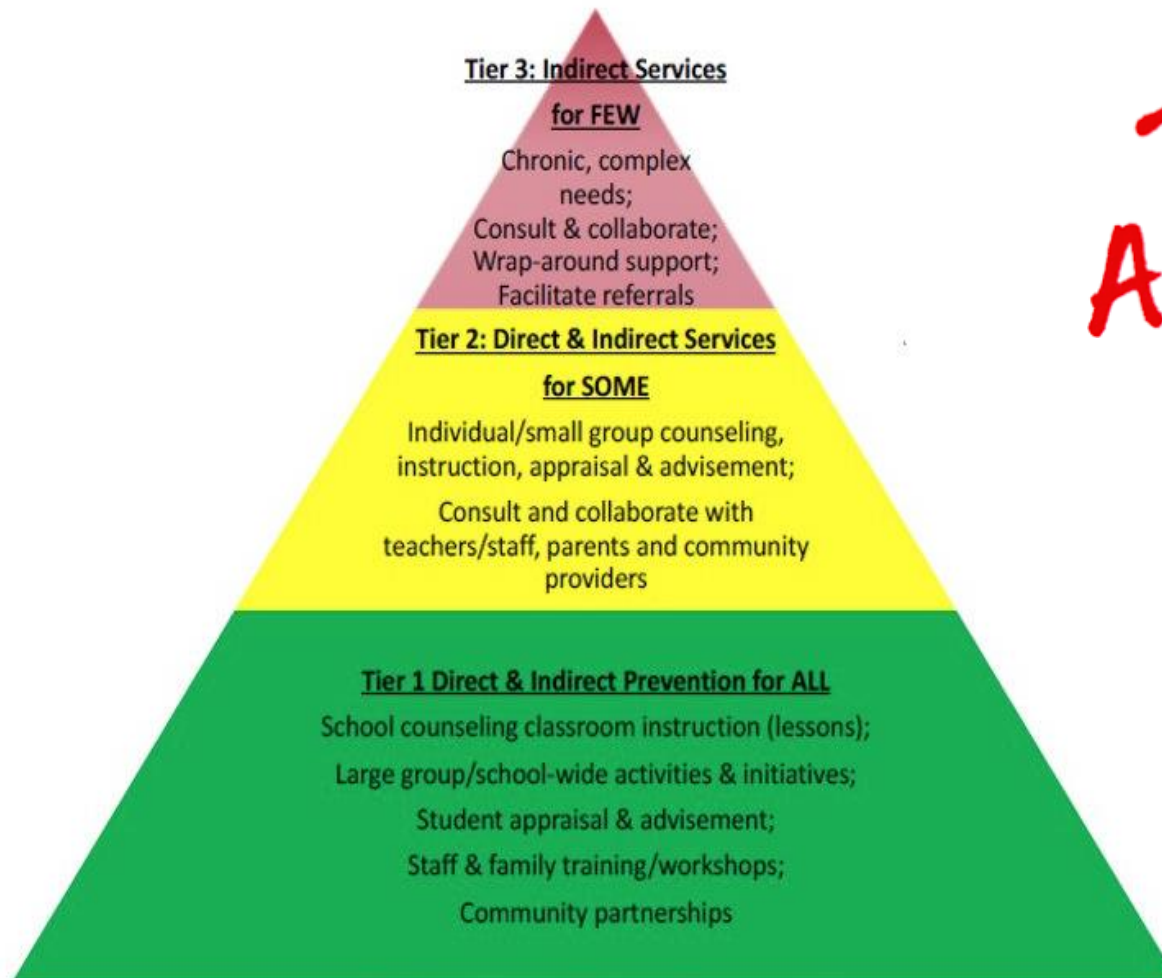 Tier 3: Indirect Services
for FEW
Chronic, complex
needs;
Consult & collaborate;
Wrap-around support;
Facilitate referrals
Tier 2: Direct & Indirect Services
for SOME
Individual/small group counseling,
instruction, appraisal & advisement;
Consult and collaborate with
teachers/staff, parents and community
providers
Tier 1 Direct & Indirect Prevention for ALL
School counseling classroom instruction (lessons);
Large group/school-wide activities & initiatives;
Student appraisal & advisement;
Staff & family training/workshops;
Community partnerships